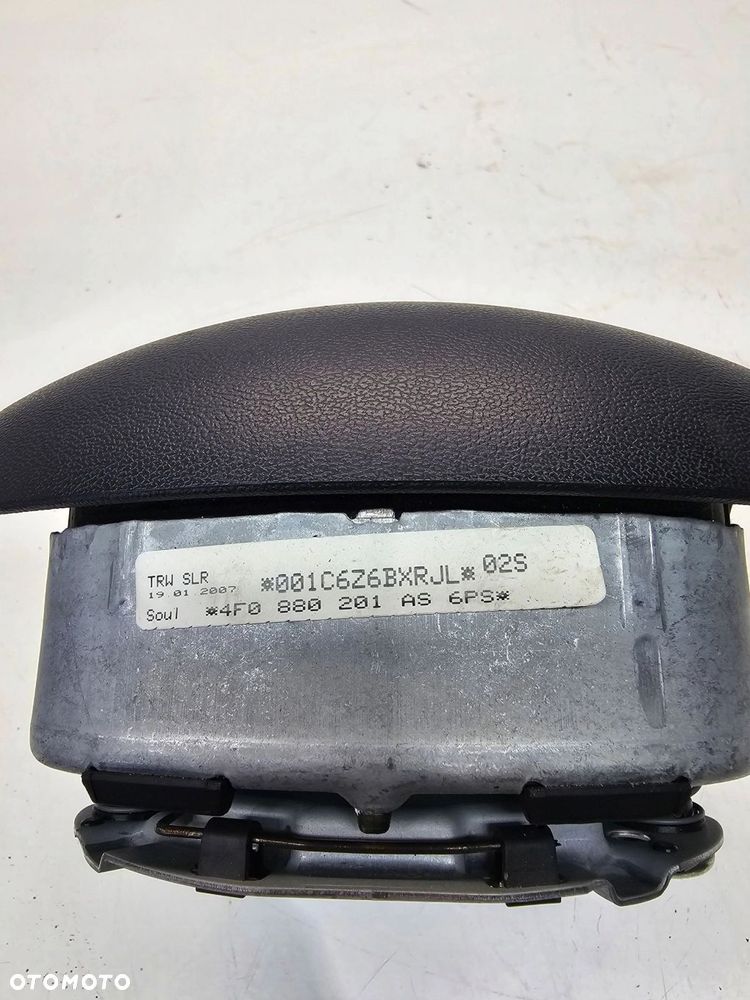 TRW SLR *001C6Z6BXRJL* 02S
19.01.2007
Soul *4F0 880 201 AS 6PS*
OTOMOTO